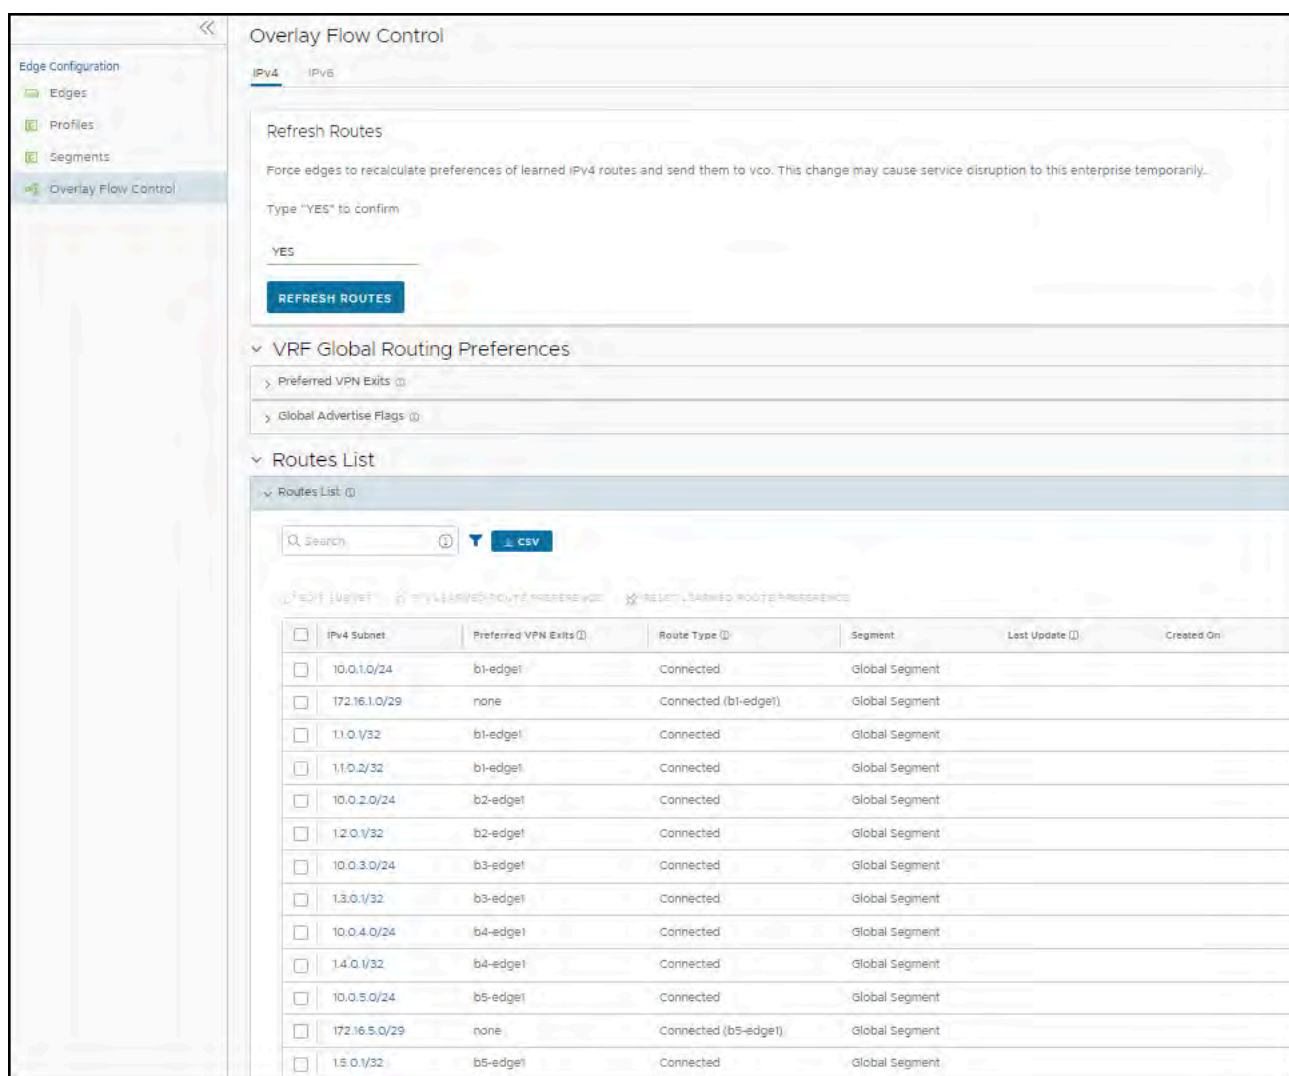 Overlay Flow Control
IPv4 IPv6
Edge Configuration
Edges
Profiles
Segments
Overlay Flow Control
Refresh Routes
Force edges to recalculate preferences of learned IPv4 routes and send them to vco. This change may cause service disruption to this enterprise temporarily.
Type "YES" to confirm
YES
REFRESH ROUTES
VRF Global Routing Preferences
Preferred VPN Exits
Global Advertise Flags
Routes List
Routes List
Search CSV
EDIT SUBNET PIN LEARNED ROUTE PREFERENCE RESET LEARNED ROUTE PREFERENCE
IPv4 Subnet Preferred VPN Exits Route Type Segment Last Update Created On
10.0.1.0/24 b1-edge1 Connected Global Segment
172.16.1.0/29 none Connected (b1-edge1) Global Segment
1.1.0.1/32 b1-edge1 Connected Global Segment
1.1.0.2/32 b1-edge1 Connected Global Segment
10.0.2.0/24 b2-edge1 Connected Global Segment
1.2.0.1/32 b2-edge1 Connected Global Segment
10.0.3.0/24 b3-edge1 Connected Global Segment
1.3.0.1/32 b3-edge1 Connected Global Segment
10.0.4.0/24 b4-edge1 Connected Global Segment
1.4.0.1/32 b4-edge1 Connected Global Segment
10.0.5.0/24 b5-edge1 Connected Global Segment
172.16.5.0/29 none Connected (b5-edge1) Global Segment
1.5.0.1/32 b5-edge1 Connected Global Segment